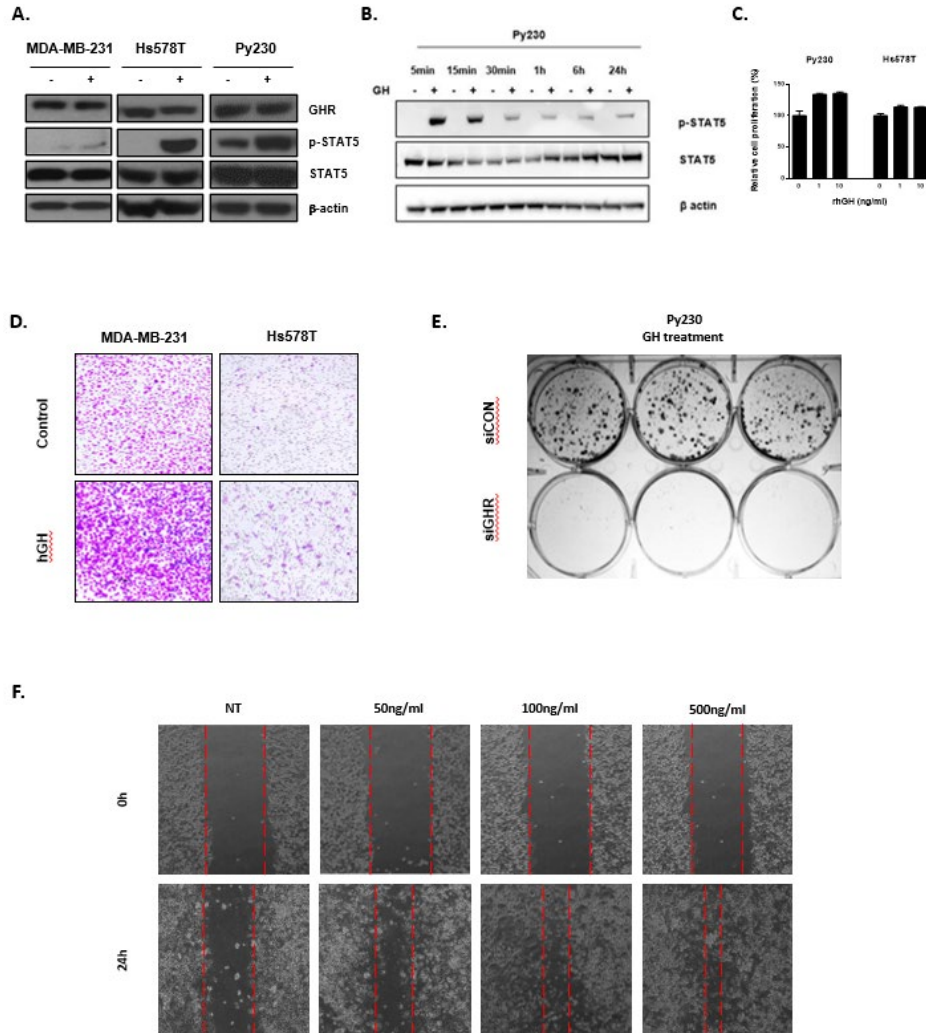 A.
MDA-MB-231 Hs578T Py230
- + - + - +
GHR
p-STAT5
STAT5
β-actin
B.
Py230
5min 15min 30min 1h 6h 24h
GH - + - + - + - + - + - +
p-STAT5
STAT5
β actin
C.
Py230 Hs578T
Relative cell proliferation (%)
150
100
50
0
0 1 10 0 1 10
rhGH (ng/ml)
D.
MDA-MB-231 Hs578T
Control
hGH
E.
Py230
GH treatment
siCON
siGHR
F.
NT 50ng/ml 100ng/ml 500ng/ml
0h
24h